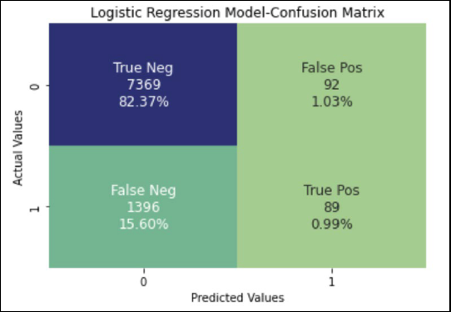 Logistic Regression Model-Confusion Matrix
True Neg
7369
82.37%
False Pos
92
1.03%
False Neg
1396
15.60%
True Pos
89
0.99%
Actual Values
0
1
0
1
Predicted Values